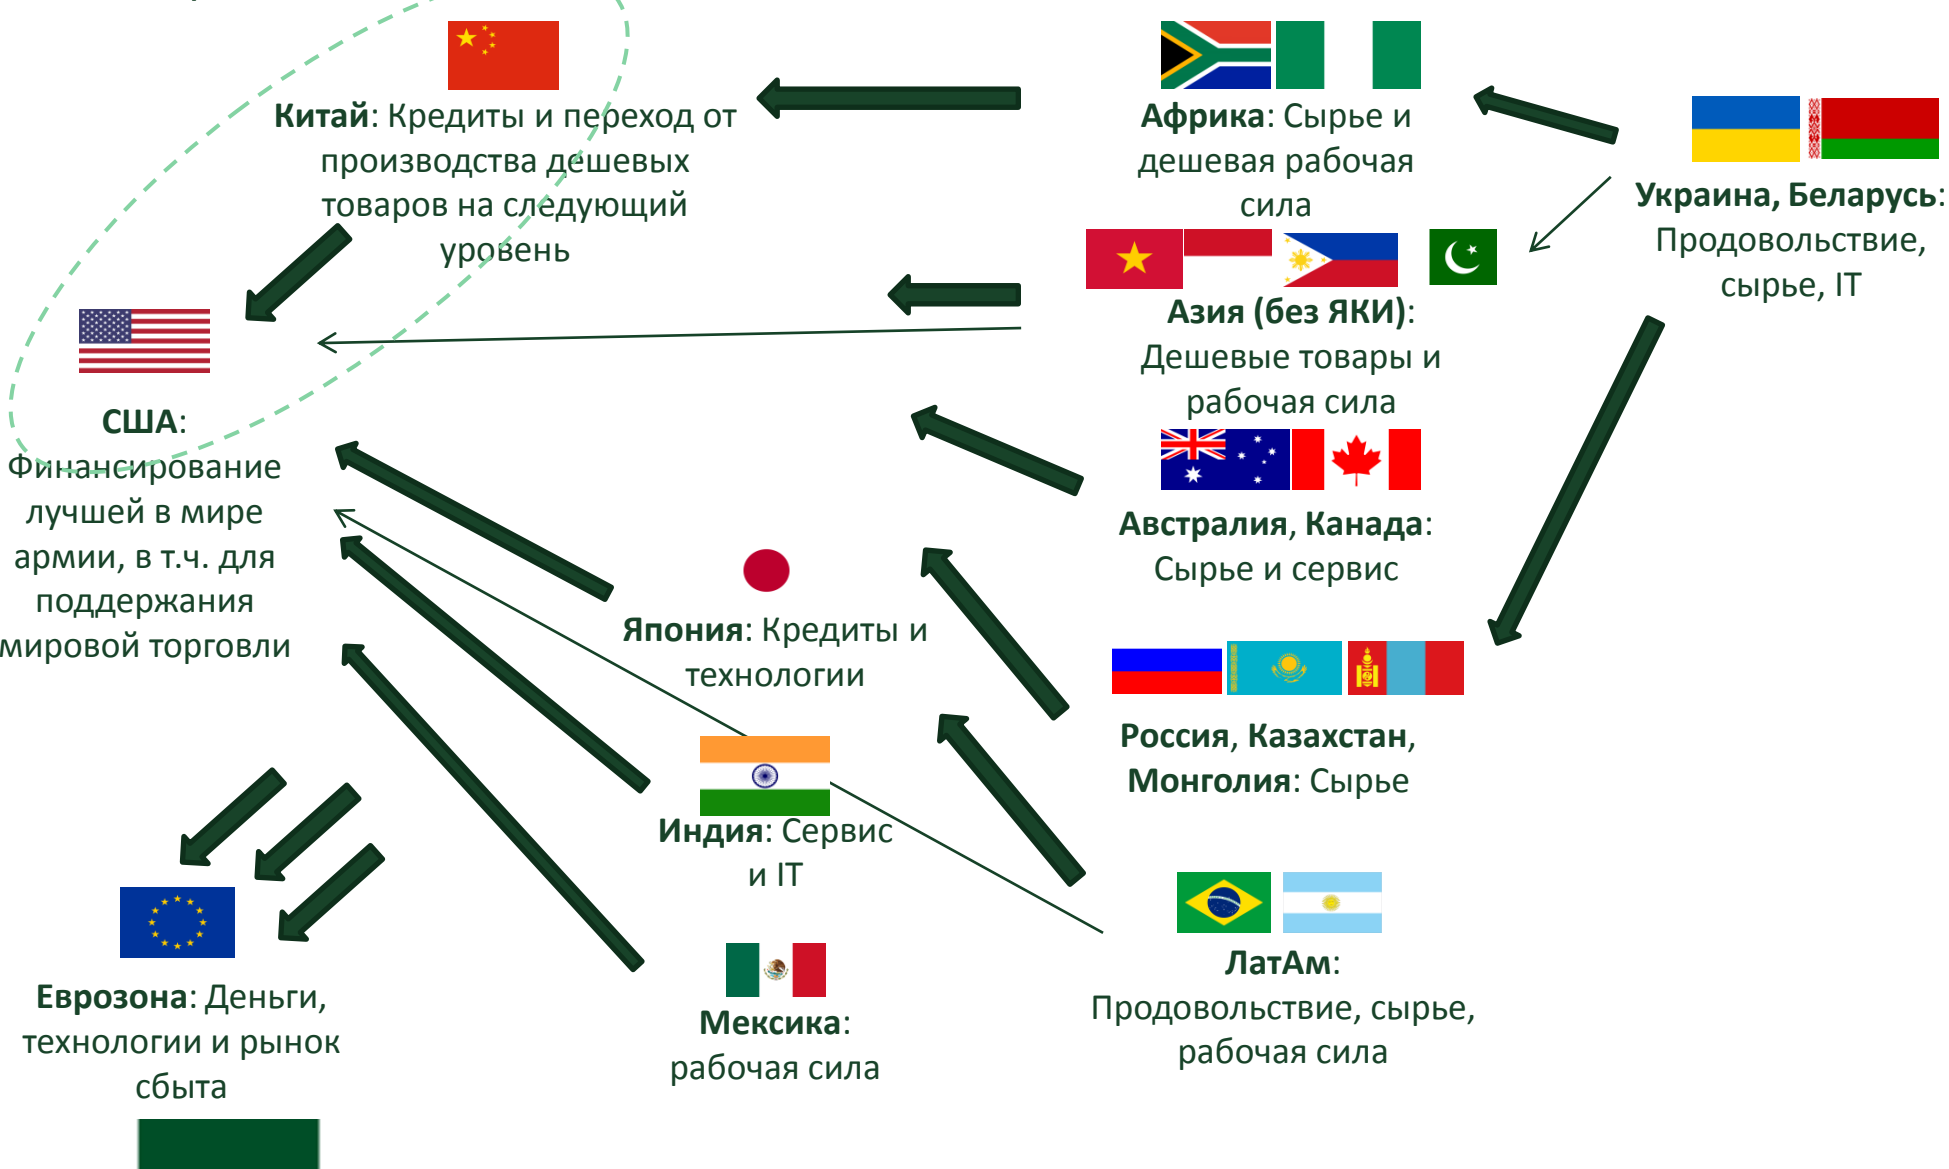 Китай: Кредиты и переход от
производства дешевых
товаров на следующий
уровень
Африка: Сырье и
дешевая рабочая
сила
Украина, Беларусь:
Продовольствие,
сырье, IT
Азия (без ЯКИ):
Дешевые товары и
рабочая сила
США:
Финансирование
лучшей в мире
армии, в т.ч. для
поддержания
мировой торговли
Австралия, Канада:
Сырье и сервис
Япония: Кредиты и
технологии
Россия, Казахстан,
Монголия: Сырье
Индия: Сервис
и IT
ЛатАм:
Продовольствие, сырье,
рабочая сила
Еврозона: Деньги,
технологии и рынок
сбыта
Мексика:
рабочая сила